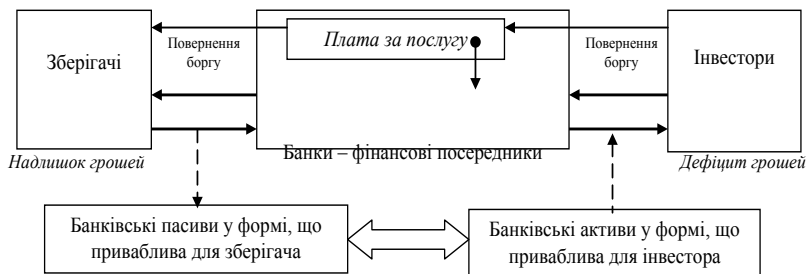 Плата за послугу
Зберігачі
Повернення
боргу
Повернення
боргу
Інвестори
Банки – фінансові посередники
Надлишок грошей
Дефіцит грошей
Банківські пасиви у формі, що
приваблива для зберігача
Банківські активи у формі, що
приваблива для інвестора